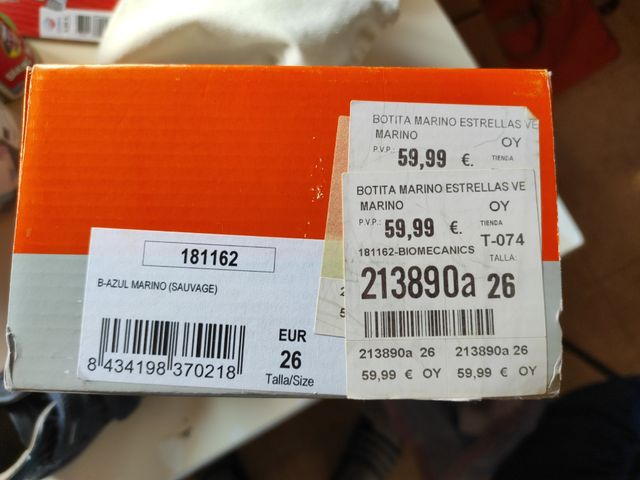 BOTITA MARINO ESTRELLAS VE
MARINO
OY
P.V.P.: 59,99 €. TIENDA
BOTITA MARINO ESTRELLAS VE
MARINO
OY
P.V.P.: 59,99 €. TIENDA
181162-BIOMECANICS T-074
TALLA:
213890a 26
213890a 26 213890a 26
59,99 € OY 59,99 € OY
181162
B-AZUL MARINO (SAUVAGE)
8 434198 370218
EUR
26
Talla/Size